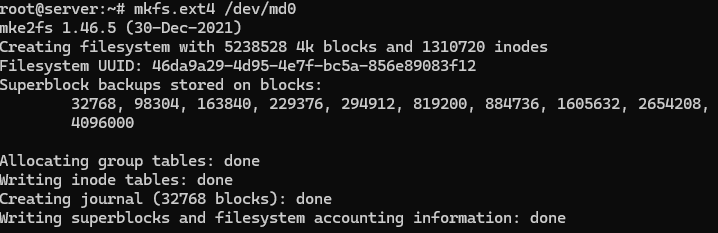 root@server:~# mkfs.ext4 /dev/md0
mke2fs 1.46.5 (30-Dec-2021)
Creating filesystem with 5238528 4k blocks and 1310720 inodes
Filesystem UUID: 46da9a29-4d95-4e7f-bc5a-856e89083f12
Superblock backups stored on blocks:
32768, 98304, 163840, 229376, 294912, 819200, 884736, 1605632, 2654208,
4096000
Allocating group tables: done
Writing inode tables: done
Creating journal (32768 blocks): done
Writing superblocks and filesystem accounting information: done